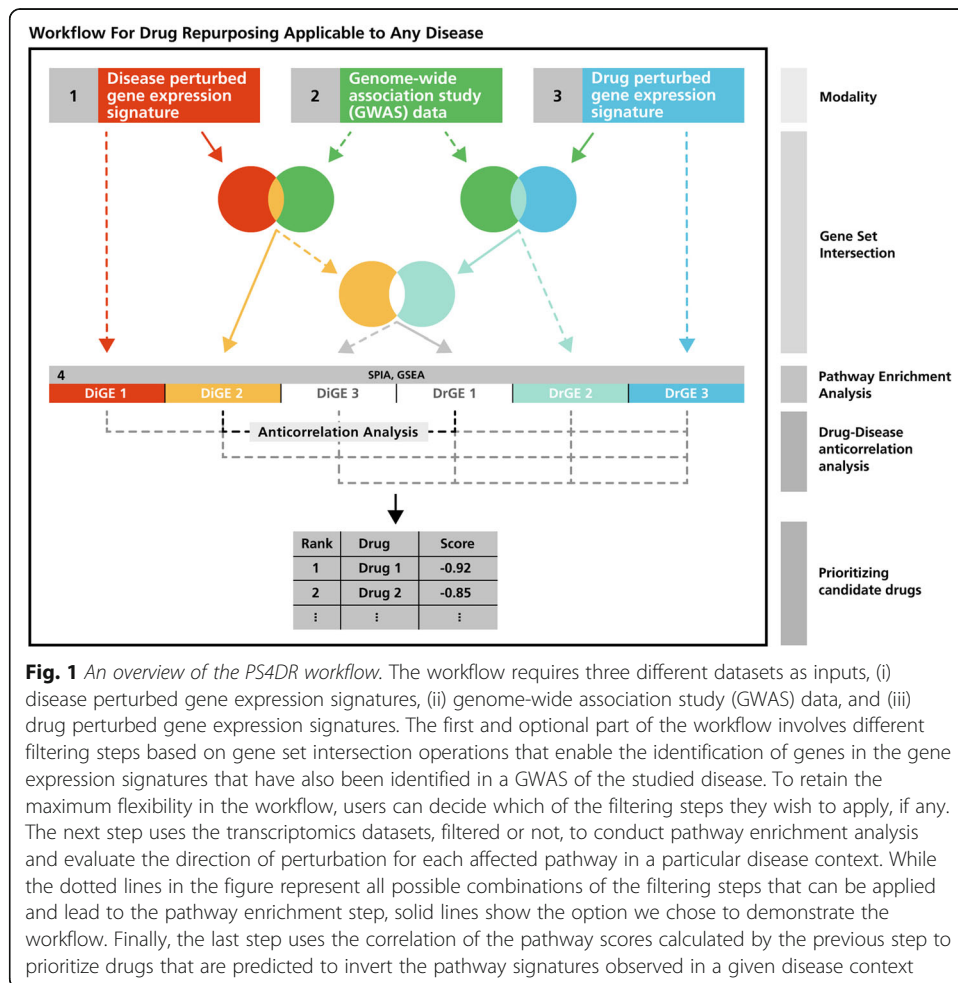 Workflow For Drug Repurposing Applicable to Any Disease
1
Disease perturbed
gene expression
signature
2
Genome-wide
association study
(GWAS) data
3
Drug perturbed
gene expression
signature
Modality
Gene Set
Intersection
4
SPIA, GSEA
DiGE 1
DiGE 2
DiGE 3
DrGE 1
DrGE 2
DrGE 3
Pathway Enrichment
Analysis
Anticorrelation Analysis
Drug-Disease
anticorrelation
analysis
Rank Drug Score
1 Drug 1 -0.92
2 Drug 2 -0.85
⋮ ⋮ ⋮
Prioritizing
candidate drugs
Fig. 1 An overview of the PS4DR workflow. The workflow requires three different datasets as inputs, (i)
disease perturbed gene expression signatures, (ii) genome-wide association study (GWAS) data, and (iii)
drug perturbed gene expression signatures. The first and optional part of the workflow involves different
filtering steps based on gene set intersection operations that enable the identification of genes in the gene
expression signatures that have also been identified in a GWAS of the studied disease. To retain the
maximum flexibility in the workflow, users can decide which of the filtering steps they wish to apply, if any.
The next step uses the transcriptomics datasets, filtered or not, to conduct pathway enrichment analysis
and evaluate the direction of perturbation for each affected pathway in a particular disease context. While
the dotted lines in the figure represent all possible combinations of the filtering steps that can be applied
and lead to the pathway enrichment step, solid lines show the option we chose to demonstrate the
workflow. Finally, the last step uses the correlation of the pathway scores calculated by the previous step to
prioritize drugs that are predicted to invert the pathway signatures observed in a given disease context